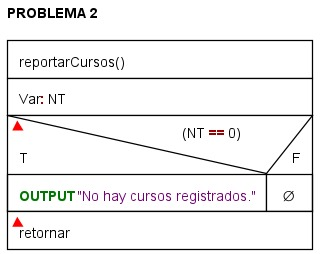 PROBLEMA 2
reportarCursos()
Var: NT
(NT == 0)
T F
OUTPUT "No hay cursos registrados." Ø
retornar